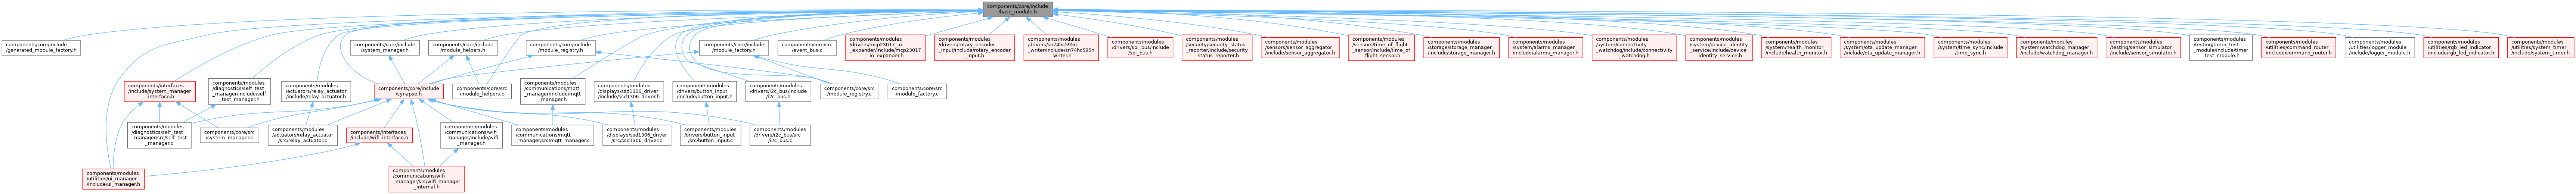 components/core/include
/base_module.h
components/core/include
/generated_module_factory.h
components/core/include
/system_manager.h
components/core/include
/module_helpers.h
components/core/include
/module_registry.h
components/core/include
/module_factory.h
components/core/src
/event_bus.c
components/modules
/drivers/mcp23017_io
_expander/include/mcp23017
_io_expander.h
components/modules
/drivers/rotary_encoder
_input/include/rotary_encoder
_input.h
components/modules
/drivers/sn74hc595n
_writer/include/sn74hc595n
_writer.h
components/modules
/drivers/spi_bus/include
/spi_bus.h
components/modules
/security/security_status
_reporter/include/security
_status_reporter.h
components/modules
/sensors/sensor_aggregator
/include/sensor_aggregator.h
components/modules
/sensors/time_of_flight
_sensor/include/time_of
_flight_sensor.h
components/modules
/storage/storage_manager
/include/storage_manager.h
components/modules
/system/alarms_manager
/include/alarms_manager.h
components/modules
/system/connectivity
_watchdog/include/connectivity
_watchdog.h
components/modules
/system/device_identity
_service/include/device
_identity_service.h
components/modules
/system/health_monitor
/include/health_monitor.h
components/modules
/system/ota_update_manager
/include/ota_update_manager.h
components/modules
/system/time_sync/include
/time_sync.h
components/modules
/system/watchdog_manager
/include/watchdog_manager.h
components/modules
/testing/sensor_simulator
/include/sensor_simulator.h
components/modules
/testing/timer_test
_module/include/timer
_test_module.h
components/modules
/utilities/command_router
/include/command_router.h
components/modules
/utilities/logger_module
/include/logger_module.h
components/modules
/utilities/rgb_led_indicator
/include/rgb_led_indicator.h
components/modules
/utilities/system_timer
/include/system_timer.h
components/interfaces
/include/system_manager
_interface.h
components/modules
/diagnostics/self_test
_manager/include/self
_test_manager.h
components/modules
/actuators/relay_actuator
/include/relay_actuator.h
components/core/include
/synapse.h
components/core/src
/module_helpers.c
components/modules
/communications/mqtt
_manager/include/mqtt
_manager.h
components/modules
/displays/ssd1306_driver
/include/ssd1306_driver.h
components/modules
/drivers/button_input
/include/button_input.h
components/modules
/drivers/i2c_bus/include
/i2c_bus.h
components/core/src
/module_registry.c
components/core/src
/module_factory.c
components/modules
/diagnostics/self_test
_manager/src/self_test
_manager.c
components/core/src
/system_manager.c
components/modules
/actuators/relay_actuator
/src/relay_actuator.c
components/interfaces
/include/wifi_interface.h
components/modules
/communications/wifi
_manager/include/wifi
_manager.h
components/modules
/communications/mqtt
_manager/src/mqtt_manager.c
components/modules
/displays/ssd1306_driver
/src/ssd1306_driver.c
components/modules
/drivers/button_input
/src/button_input.c
components/modules
/drivers/i2c_bus/src
/i2c_bus.c
components/modules
/utilities/ui_manager
/include/ui_manager.h
components/modules
/communications/wifi
_manager/src/wifi_manager
_internal.h